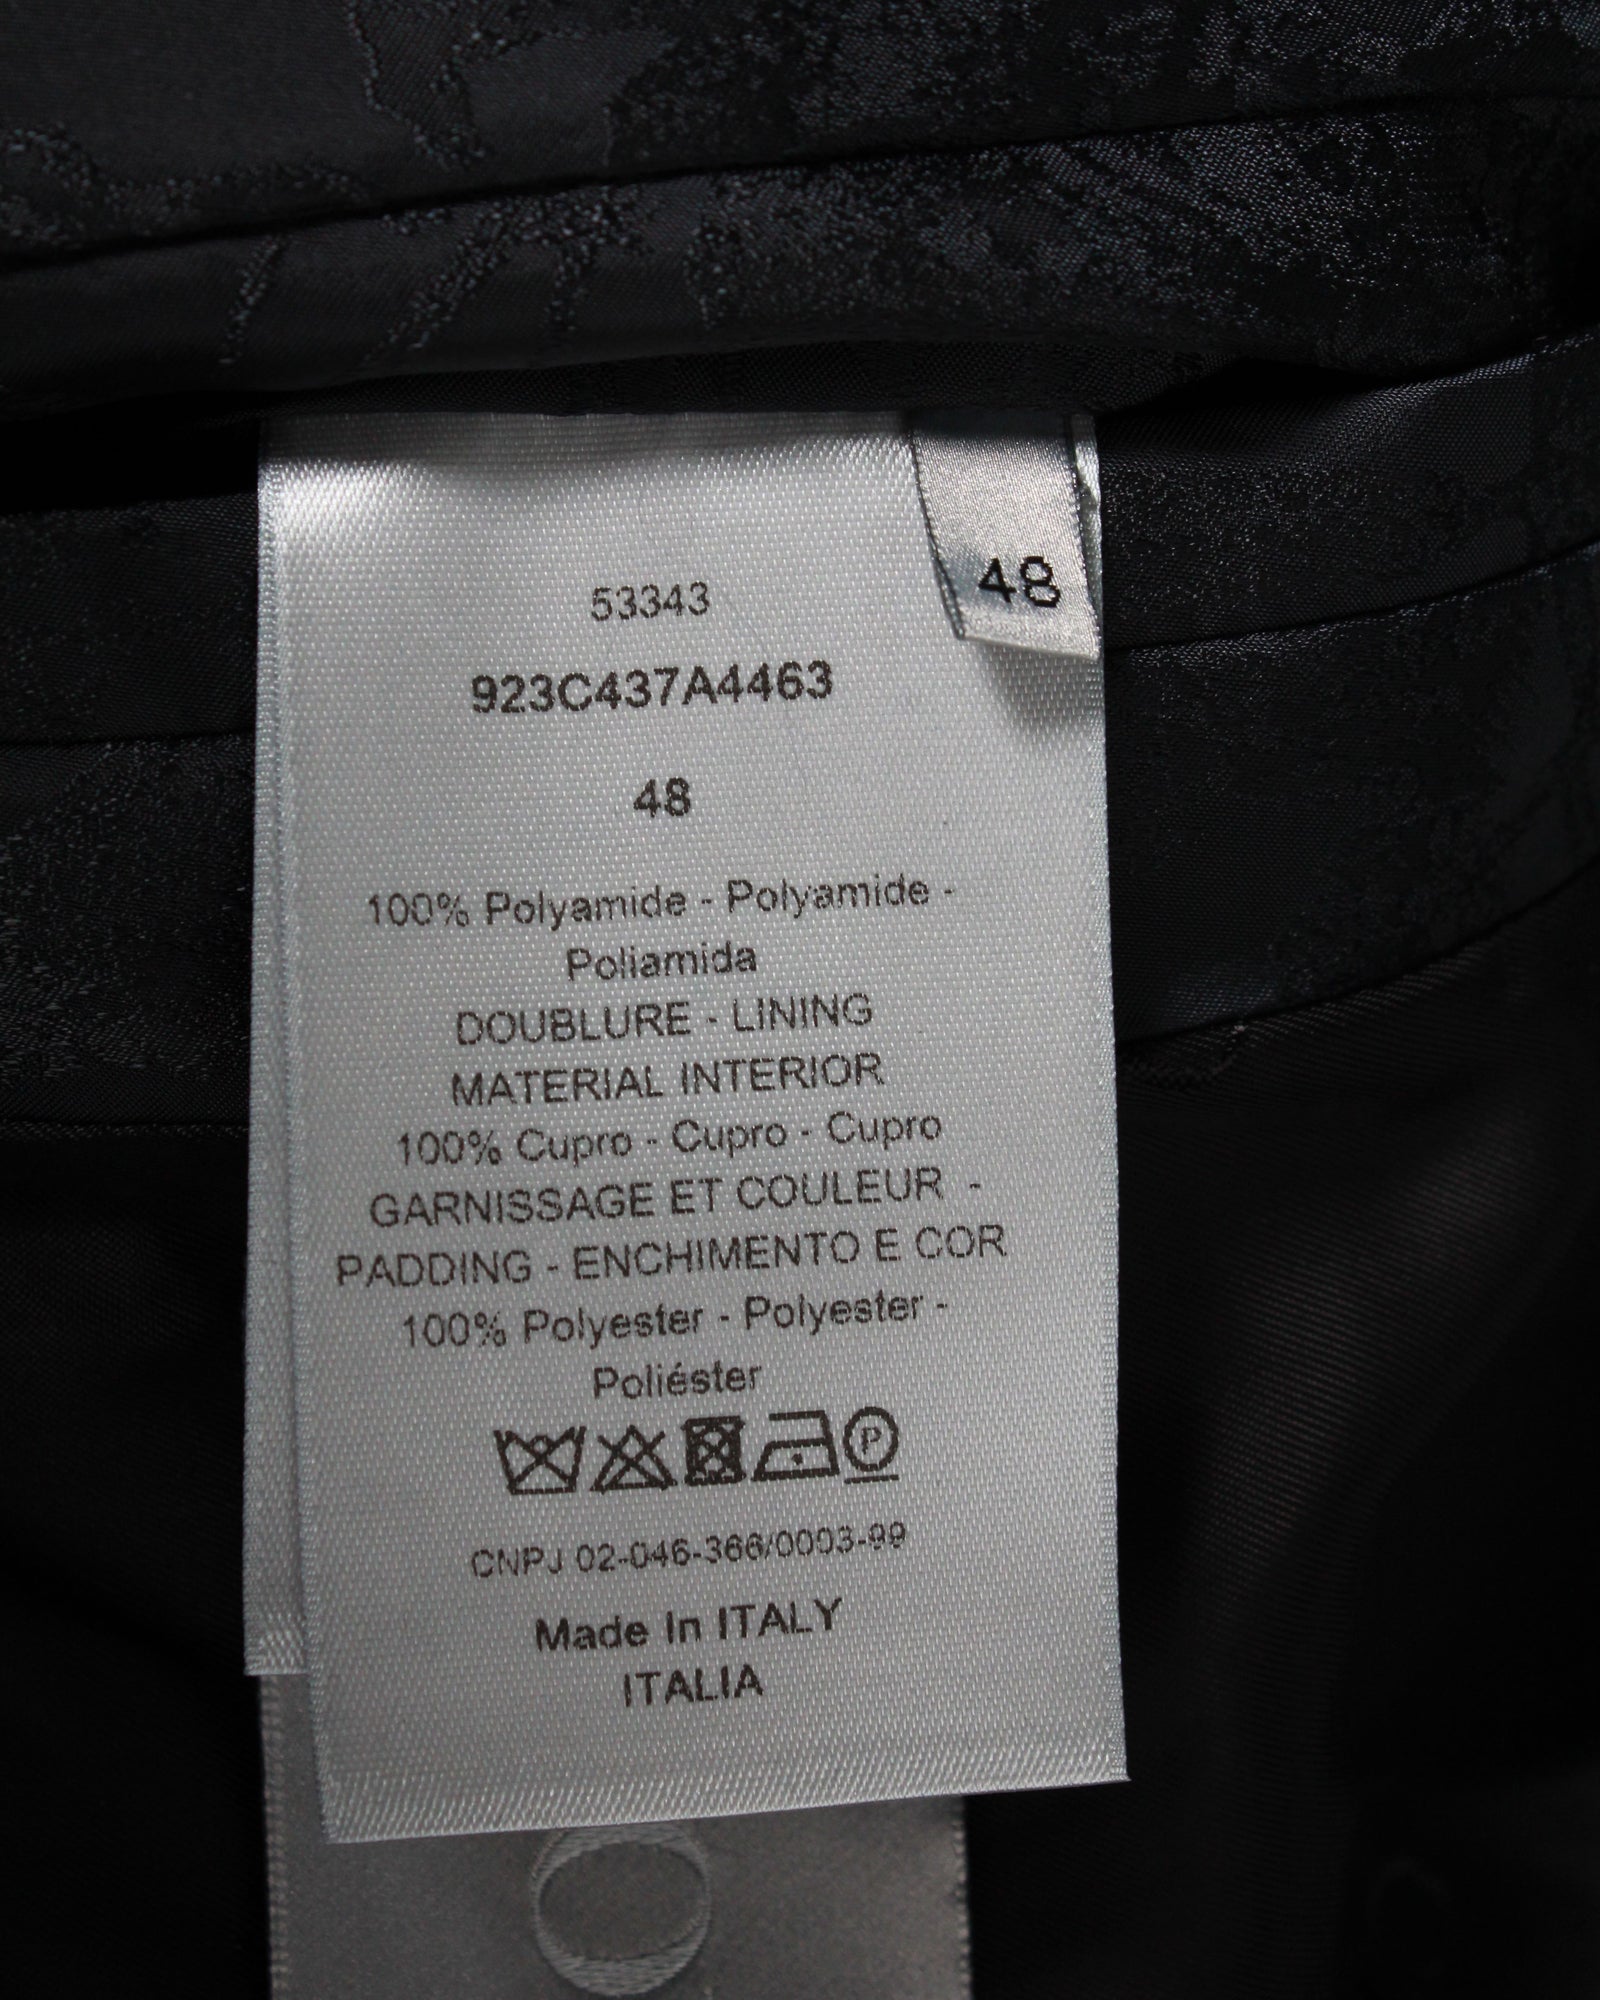 48
53343
923C437A4463
48
100% Polyamide - Polyamide -
Poliamida
DOUBLURE - LINING
MATERIAL INTERIOR
100% Cupro - Cupro - Cupro
GARNISSAGE ET COULEUR -
PADDING - ENCHIMENTO E COR
100% Polyester - Polyester -
Poliéster
P
CNPJ 02-046-366/0003-99
Made In ITALY
ITALIA